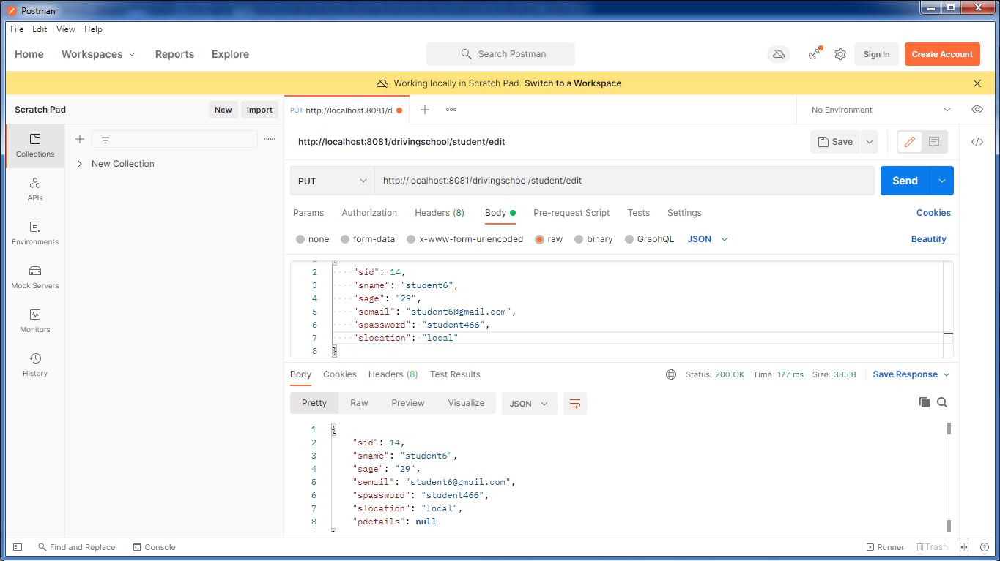 Postman
File Edit View Help
Home Workspaces Reports Explore Search Postman Sign In Create Account
Working locally in Scratch Pad. Switch to a Workspace
Scratch Pad New Import
PUT http://localhost:8081/d
No Environment
Collections
New Collection
APIs
Environments
Mock Servers
Monitors
History
http://localhost:8081/drivingschool/student/edit Save
PUT http://localhost:8081/drivingschool/student/edit Send
Params Authorization Headers (8) Body Pre-request Script Tests Settings Cookies
none form-data x-www-form-urlencoded raw binary GraphQL JSON Beautify
2 "sid": 14,
3 "sname": "student6",
4 "sage": "29",
5 "semail": "student6@gmail.com",
6 "spassword": "student466",
7 "slocation": "local"
8 }
Body Cookies Headers (8) Test Results Status: 200 OK Time: 177 ms Size: 385 B Save Response
Pretty Raw Preview Visualize JSON
1 {
2 "sid": 14,
3 "sname": "student6",
4 "sage": "29",
5 "semail": "student6@gmail.com",
6 "spassword": "student466",
7 "slocation": "local",
8 "pdetails": null
Find and Replace Console Runner Trash